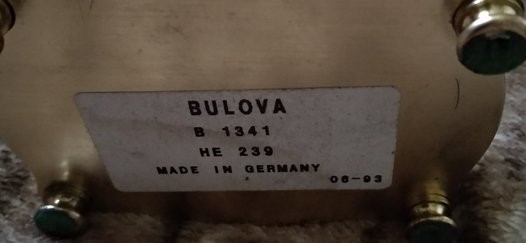 BULOVA
B 1341
HE 239
MADE IN GERMANY
06-93